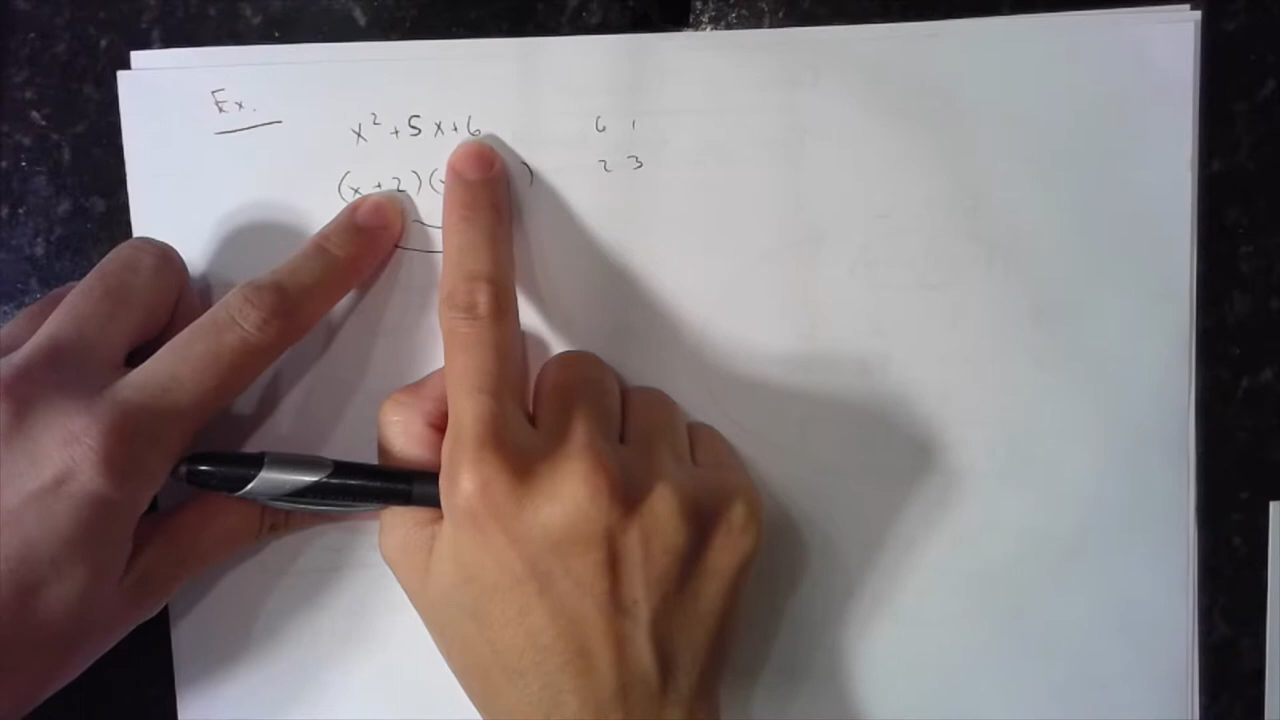 Ex.
x² + 5x + 6 6 1
(x + 2)( ) 2 3